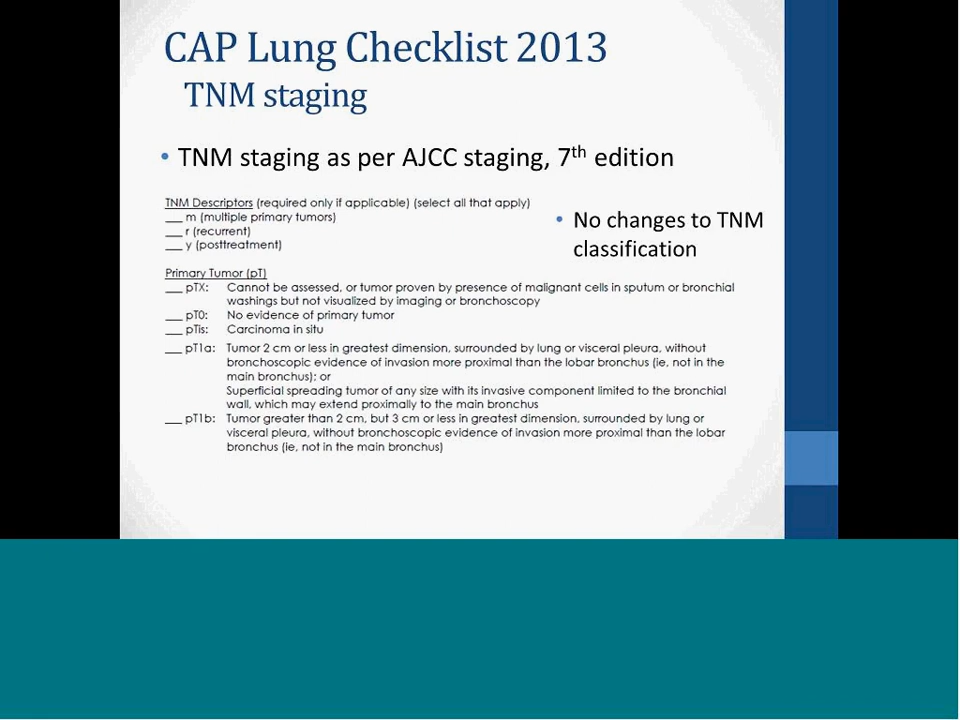 CAP Lung Checklist 2013
TNM staging
• TNM staging as per AJCC staging, 7th edition
TNM Descriptors (required only if applicable) (select all that apply)
___ m (multiple primary tumors)
___ r (recurrent)
___ y (posttreatment)
• No changes to TNM
classification
Primary Tumor (pT)
___ pTX: Cannot be assessed, or tumor proven by presence of malignant cells in sputum or bronchial
washings but not visualized by imaging or bronchoscopy
___ pT0: No evidence of primary tumor
___ pTis: Carcinoma in situ
___ pT1a: Tumor 2 cm or less in greatest dimension, surrounded by lung or visceral pleura, without
bronchoscopic evidence of invasion more proximal than the lobar bronchus (ie, not in the
main bronchus); or
Superficial spreading tumor of any size with its invasive component limited to the bronchial
wall, which may extend proximally to the main bronchus
___ pT1b: Tumor greater than 2 cm, but 3 cm or less in greatest dimension, surrounded by lung or
visceral pleura, without bronchoscopic evidence of invasion more proximal than the lobar
bronchus (ie, not in the main bronchus)